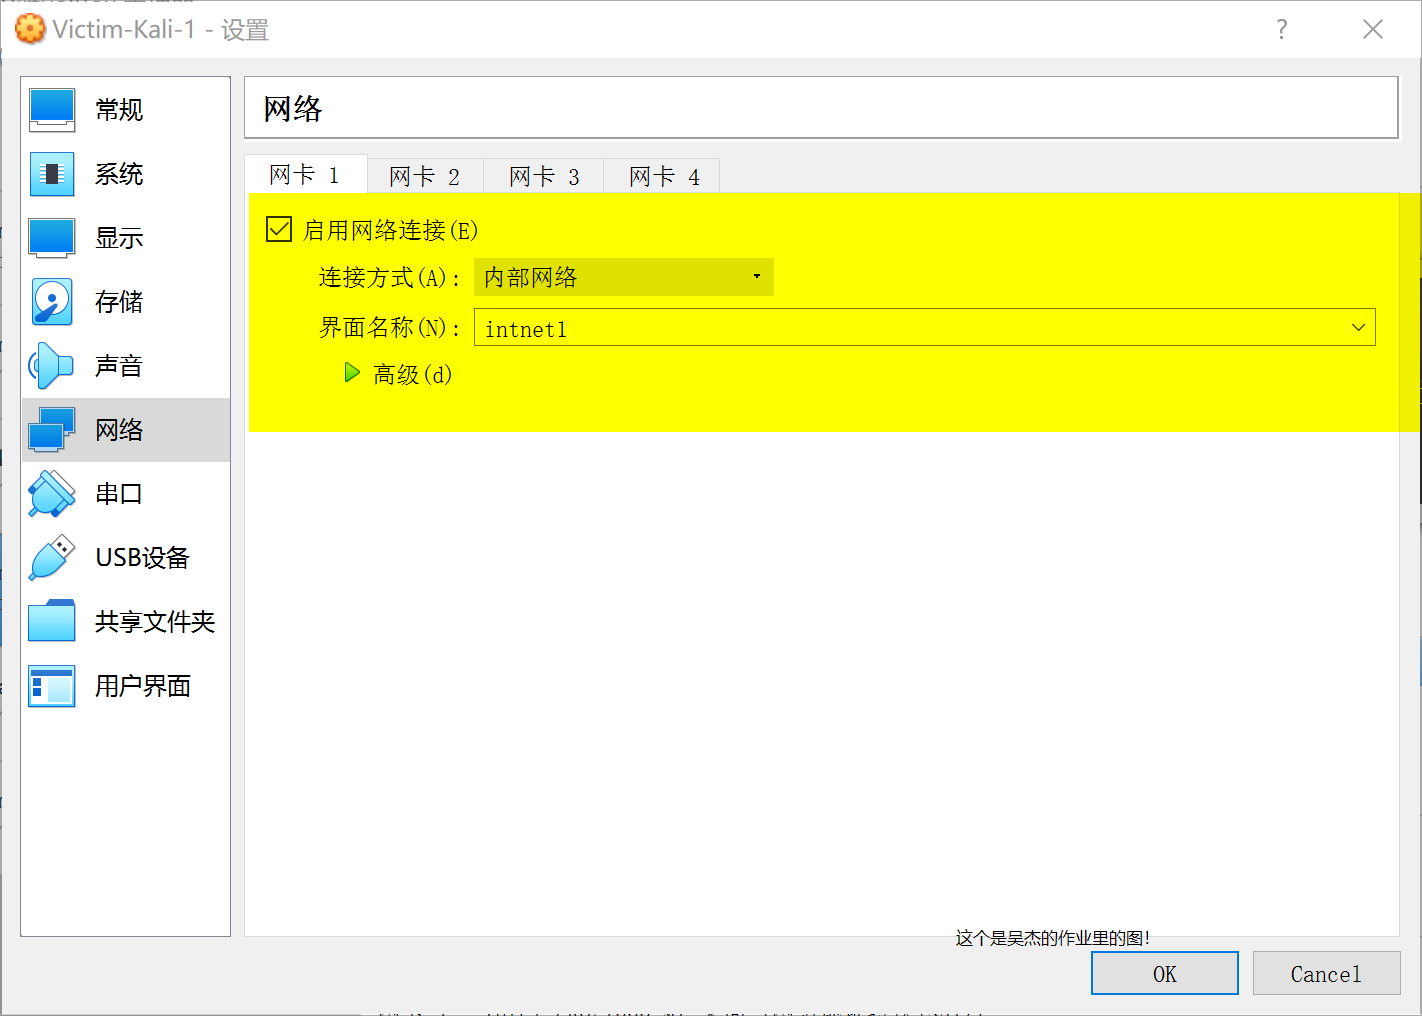 Victim-Kali-1 - 设置
?
常规
系统
显示
存储
声音
网络
串口
USB设备
共享文件夹
用户界面
网络
网卡 1
网卡 2
网卡 3
网卡 4
启用网络连接(E)
连接方式(A): 内部网络
界面名称(N): intnet1
高级(d)
这个是吴杰的作业里的图!
OK
Cancel